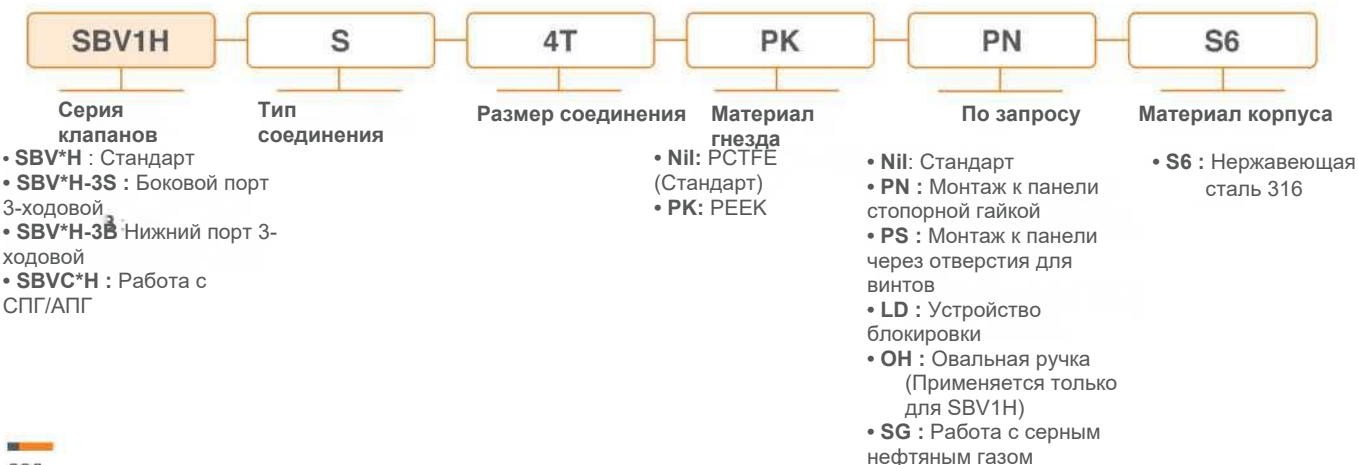 SBV1H
S
4T
PK
PN
S6
Серия
клапанов
• SBV*H : Стандарт
• SBV*H-3S : Боковой порт
3-ходовой
• SBV*H-3B Нижний порт 3-
ходовой
• SBVC*H : Работа с
СПГ/АПГ
Тип
соединения
Размер соединения
Материал
гнезда
• Nil: PCTFE
(Стандарт)
• PK: PEEK
По запросу
• Nil: Стандарт
• PN : Монтаж к панели
стопорной гайкой
• PS : Монтаж к панели
через отверстия для
винтов
• LD : Устройство
блокировки
• OH : Овальная ручка
(Применяется только
для SBV1H)
• SG : Работа с серным
нефтяным газом
Материал корпуса
• S6 : Нержавеющая
сталь 316